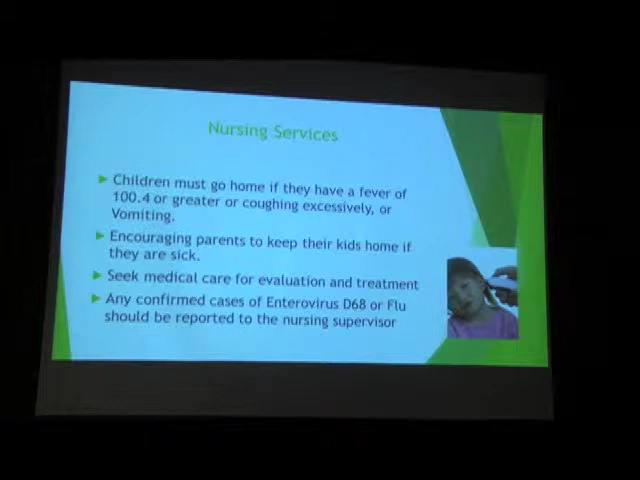 Nursing Services
Children must go home if they have a fever of
100.4 or greater or coughing excessively, or
Vomiting.
Encouraging parents to keep their kids home if
they are sick.
Seek medical care for evaluation and treatment
Any confirmed cases of Enterovirus D68 or Flu
should be reported to the nursing supervisor